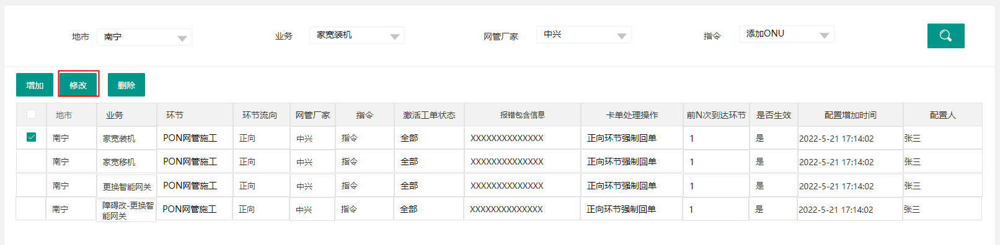 地市 南宁 业务 家宽装机 网管厂家 中兴 指令 添加ONU
增加 修改 删除
地市 业务 环节 环节流向 网管厂家 指令 激活工单状态 报错包含信息 卡单处理操作 前N次到达环节 是否生效 配置增加时间 配置人
南宁 家宽装机 PON网管施工 正向 中兴 指令 全部 XXXXXXXXXXXXXX 正向环节强制回单 1 是 2022-5-21 17:14:02 张三
南宁 家宽移机 PON网管施工 正向 中兴 指令 全部 XXXXXXXXXXXXXX 正向环节强制回单 1 是 2022-5-21 17:14:02 张三
南宁 更换智能网关 PON网管施工 正向 中兴 指令 全部 XXXXXXXXXXXXXX 正向环节强制回单 1 是 2022-5-21 17:14:02 张三
南宁 障碍改-更换智能网关 PON网管施工 正向 中兴 指令 全部 XXXXXXXXXXXXXX 正向环节强制回单 1 是 2022-5-21 17:14:02 张三